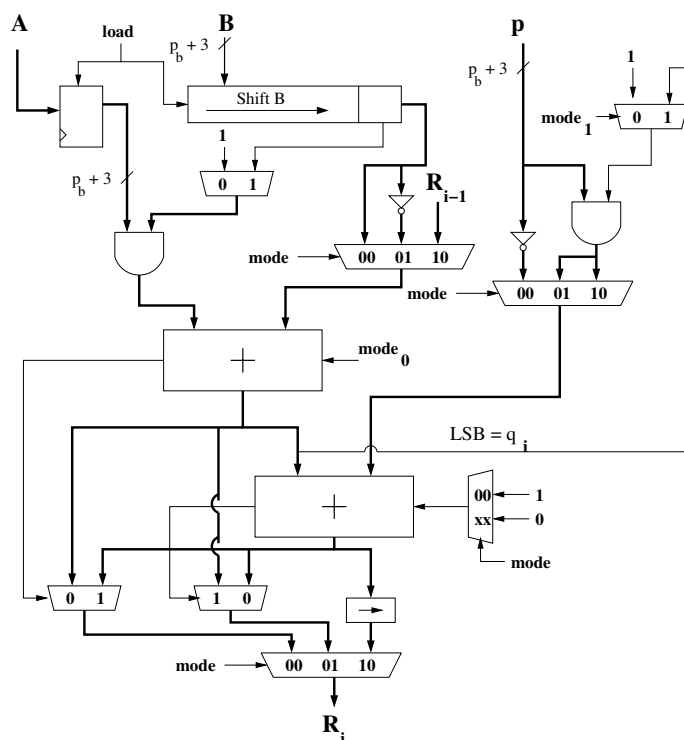 A
B
p
load
p_b + 3
p_b + 3
Shift B
1
mode_1
0 1
1
0 1
p_b + 3
R_i−1
mode
00 01 10
mode
00 01 10
+
mode_0
LSB = q_i
+
00
xx
1
0
mode
0 1
1 0
→
mode
00 01 10
R_i